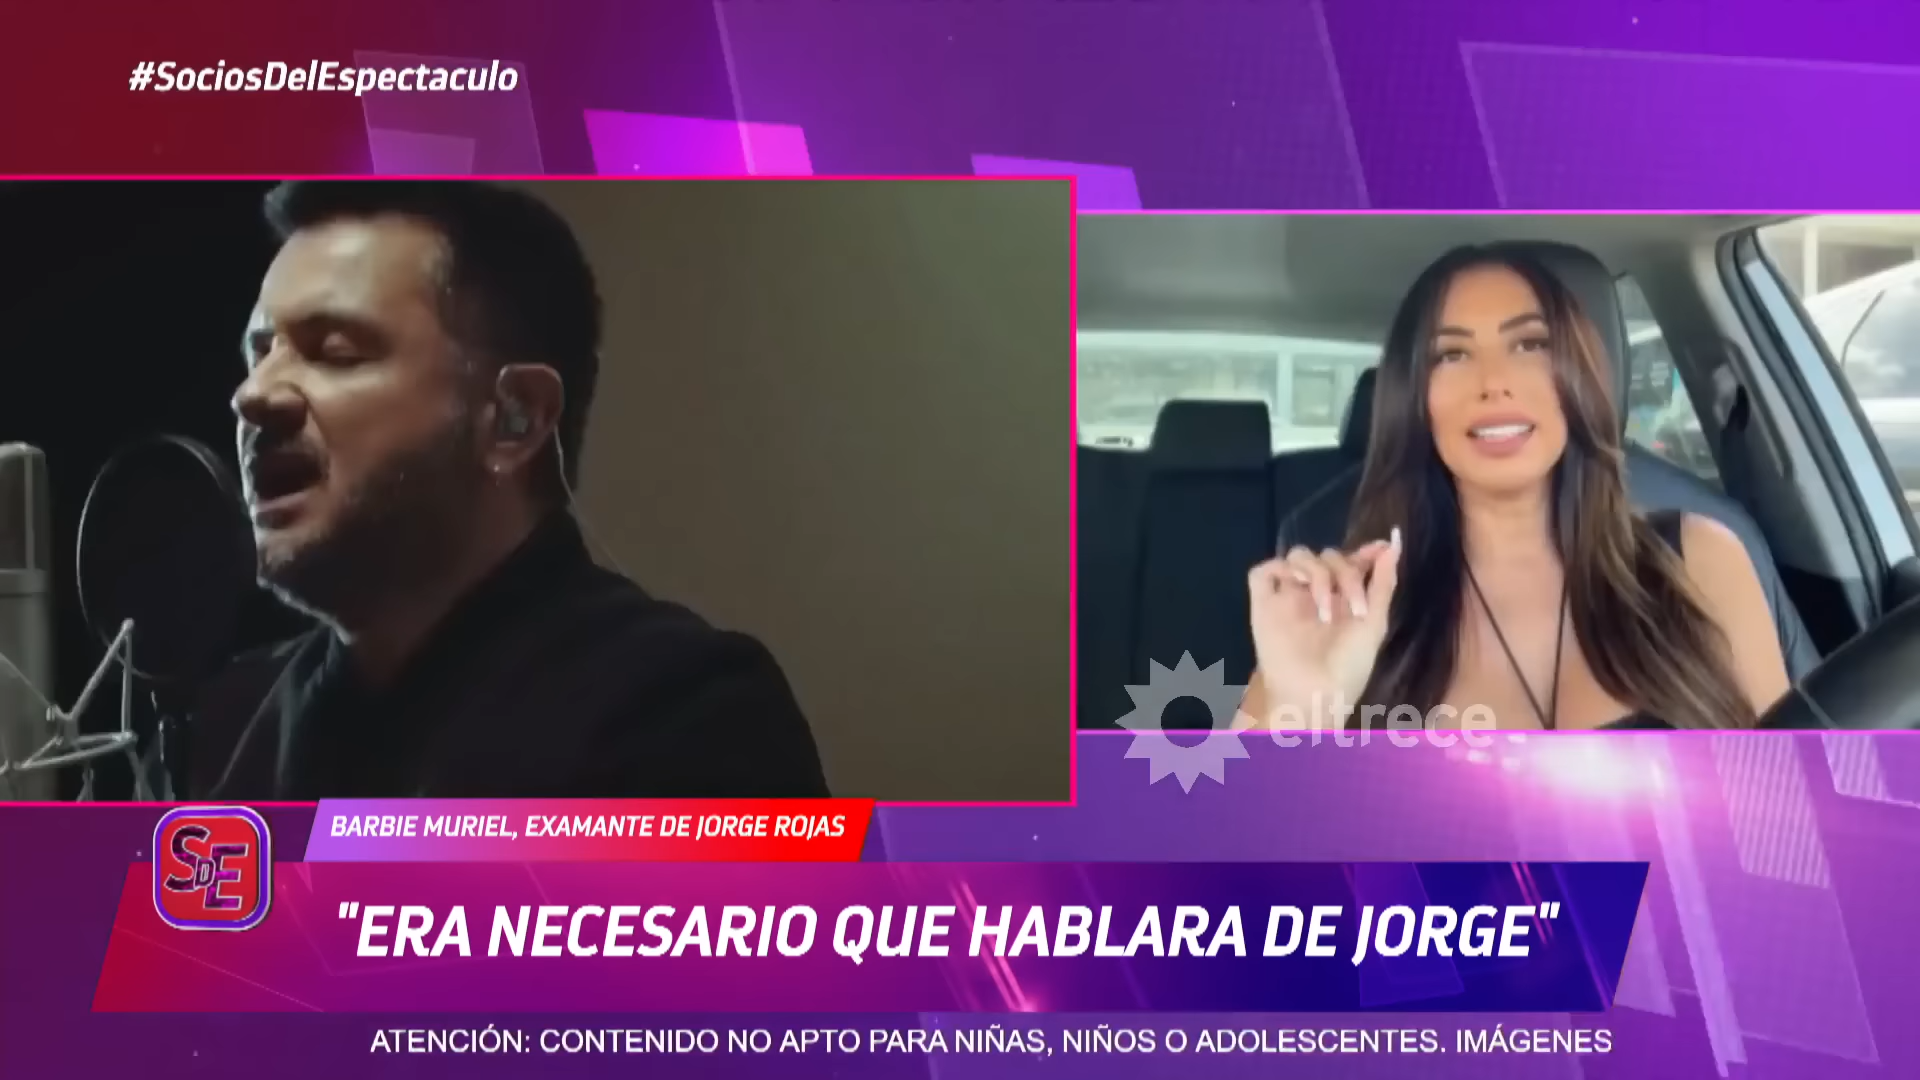 #SociosDelEspectaculo
eltrece
BARBIE MURIEL, EXAMANTE DE JORGE ROJAS
SDE
"ERA NECESARIO QUE HABLARA DE JORGE"
ATENCIÓN: CONTENIDO NO APTO PARA NIÑAS, NIÑOS O ADOLESCENTES. IMÁGENES